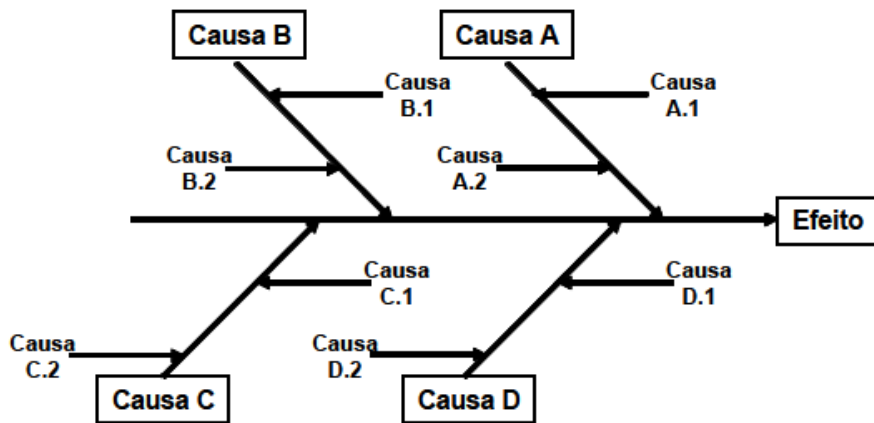 Causa B
Causa A
Causa
B.1
Causa
A.1
Causa
B.2
Causa
A.2
Efeito
Causa
C.1
Causa
D.1
Causa
C.2
Causa
D.2
Causa C
Causa D